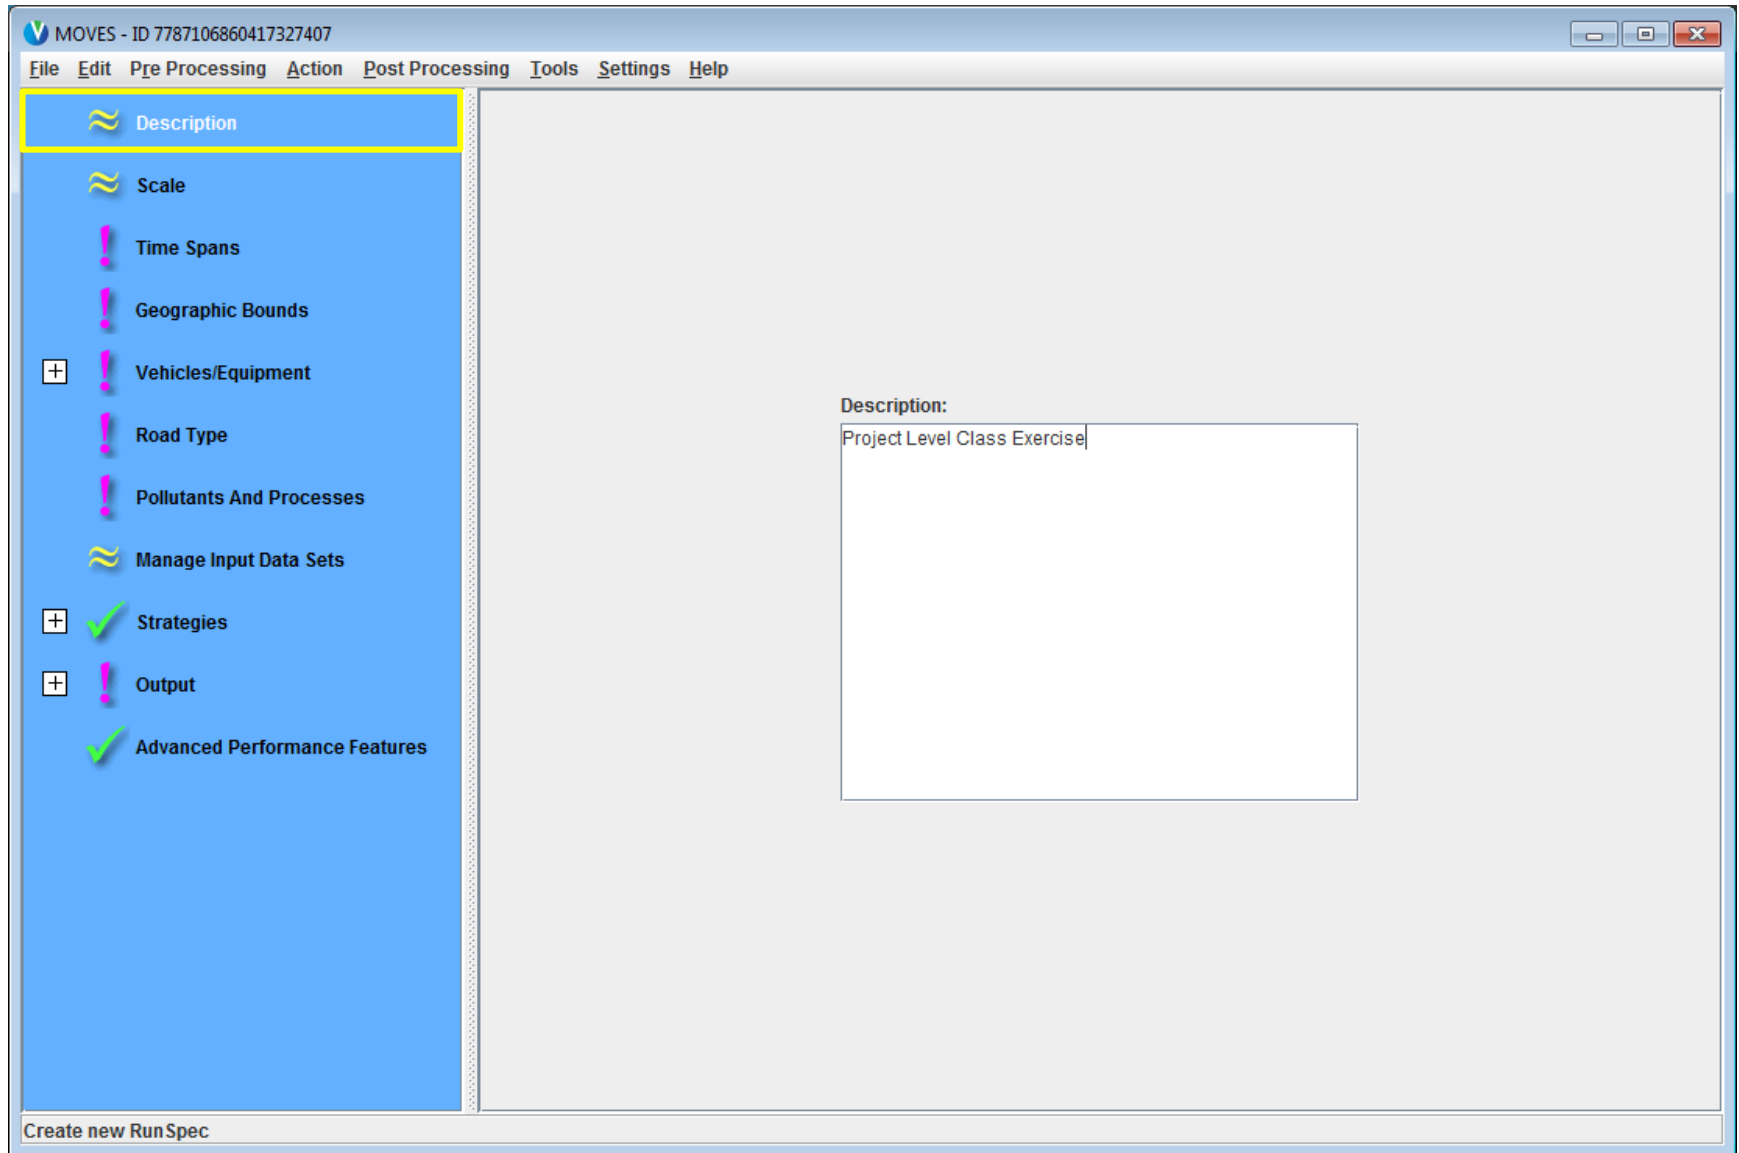 MOVES - ID 7787106860417327407
File Edit Pre Processing Action Post Processing Tools Settings Help
Description
Scale
Time Spans
Geographic Bounds
Vehicles/Equipment
Road Type
Pollutants And Processes
Manage Input Data Sets
Strategies
Output
Advanced Performance Features
Description:
Project Level Class Exercise
Create new RunSpec